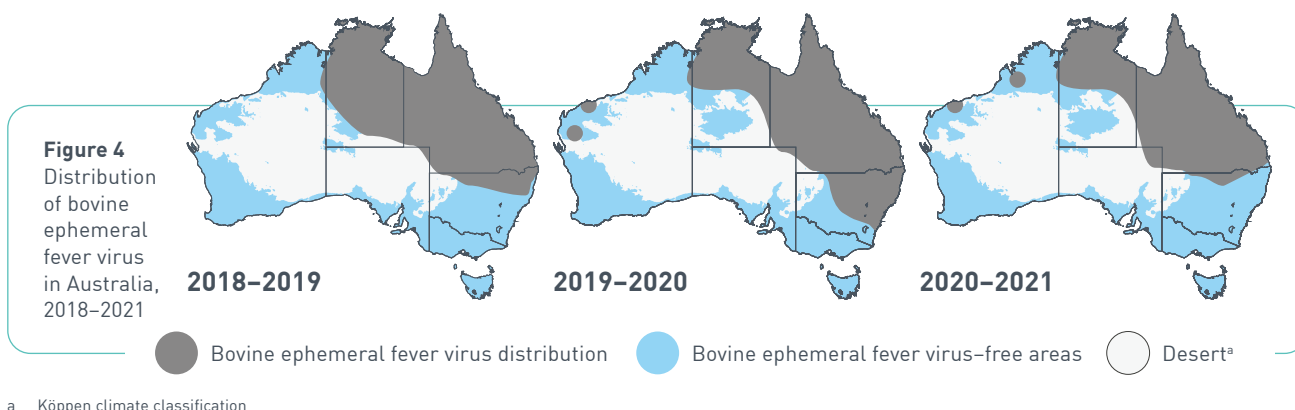 Figure 4
Distribution
of bovine
ephemeral
fever virus
in Australia,
2018–2021
2018–2019
2019–2020
2020–2021
Bovine ephemeral fever virus distribution
Bovine ephemeral fever virus–free areas
Deserta
a Köppen climate classification